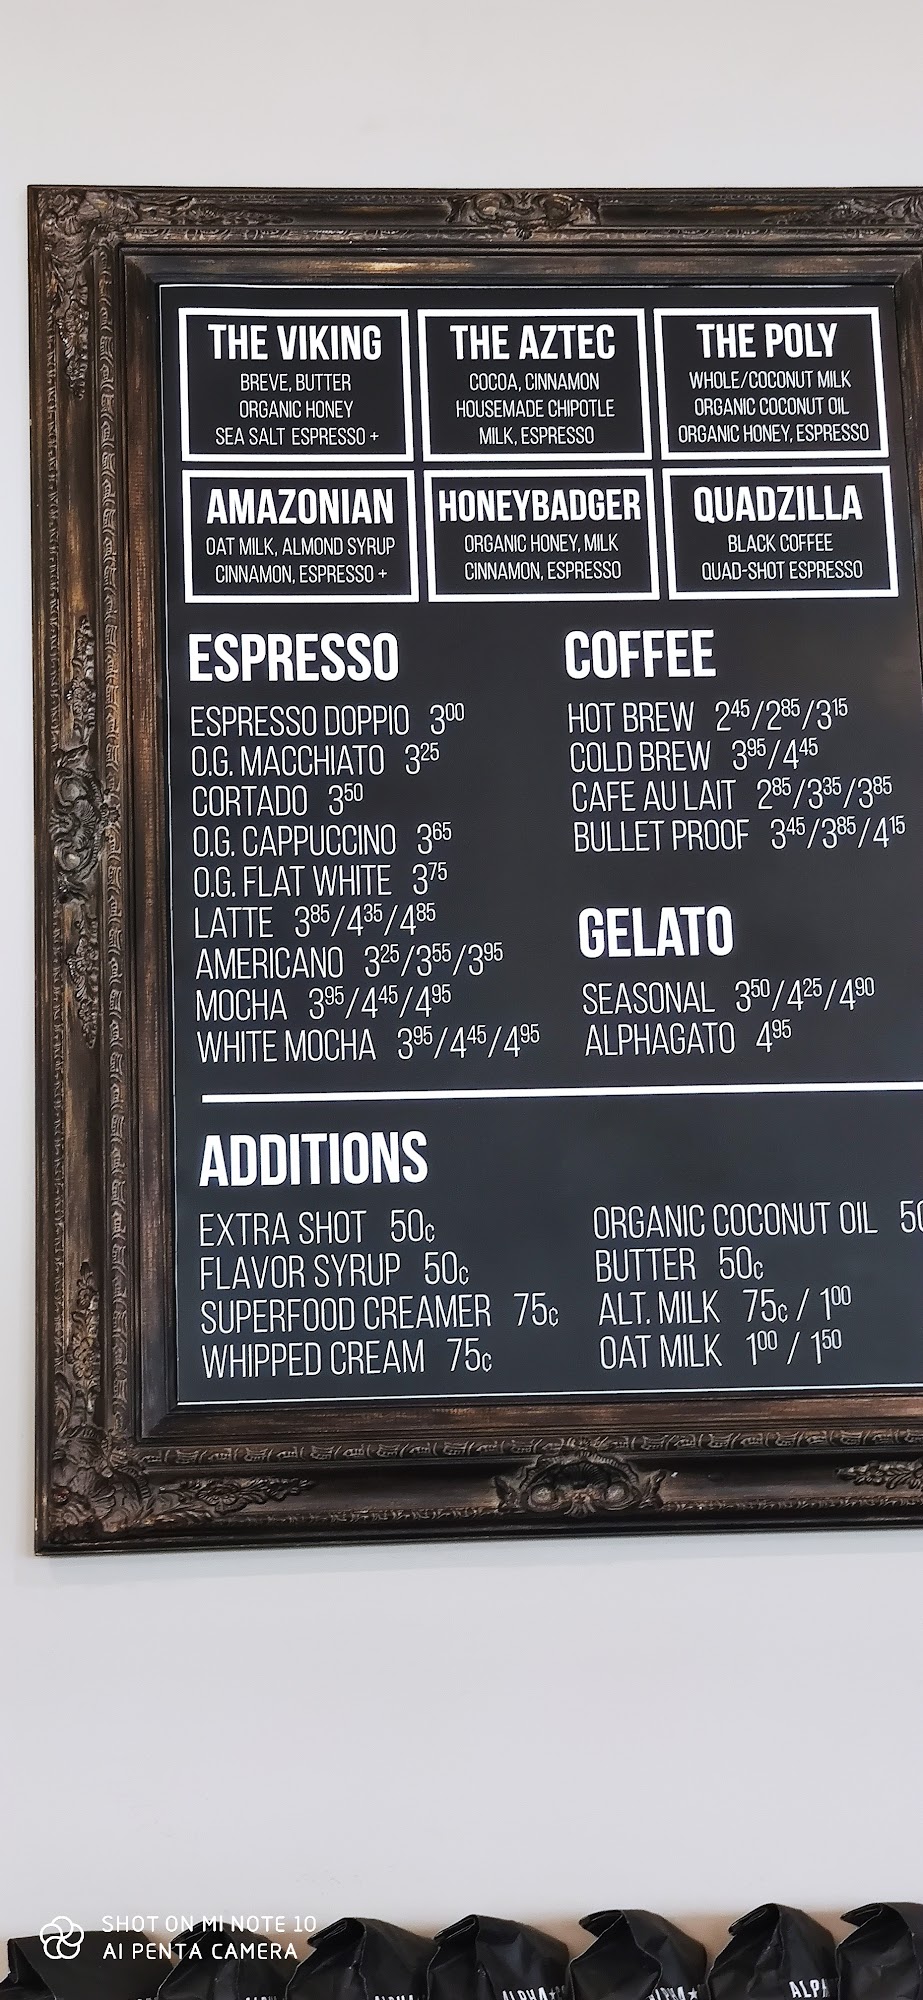 THE VIKING
BREVE, BUTTER
ORGANIC HONEY
SEA SALT ESPRESSO +
THE AZTEC
COCOA, CINNAMON
HOUSEMADE CHIPOTLE
MILK, ESPRESSO
THE POLY
WHOLE/COCONUT MILK
ORGANIC COCONUT OIL
ORGANIC HONEY, ESPRESSO
AMAZONIAN
OAT MILK, ALMOND SYRUP
CINNAMON, ESPRESSO +
HONEYBADGER
ORGANIC HONEY, MILK
CINNAMON, ESPRESSO
QUADZILLA
BLACK COFFEE
QUAD-SHOT ESPRESSO
ESPRESSO
ESPRESSO DOPPIO 3⁰⁰
O.G. MACCHIATO 3²⁵
CORTADO 3⁵⁰
O.G. CAPPUCCINO 3⁶⁵
O.G. FLAT WHITE 3⁷⁵
LATTE 3⁸⁵/4³⁵/4⁸⁵
AMERICANO 3²⁵/3⁵⁵/3⁹⁵
MOCHA 3⁹⁵/4⁴⁵/4⁹⁵
WHITE MOCHA 3⁹⁵/4⁴⁵/4⁹⁵
COFFEE
HOT BREW 2⁴⁵/2⁸⁵/3¹⁵
COLD BREW 3⁹⁵/4⁴⁵
CAFE AU LAIT 2⁸⁵/3³⁵/3⁸⁵
BULLET PROOF 3⁴⁵/3⁸⁵/4¹⁵
GELATO
SEASONAL 3⁵⁰/4²⁵/4⁹⁰
ALPHAGATO 4⁹⁵
ADDITIONS
EXTRA SHOT 50c
FLAVOR SYRUP 50c
SUPERFOOD CREAMER 75c
WHIPPED CREAM 75c
ORGANIC COCONUT OIL 50
BUTTER 50c
ALT. MILK 75c / 1⁰⁰
OAT MILK 1⁰⁰ / 1⁵⁰
SHOT ON MI NOTE 10
AI PENTA CAMERA
ALPHA